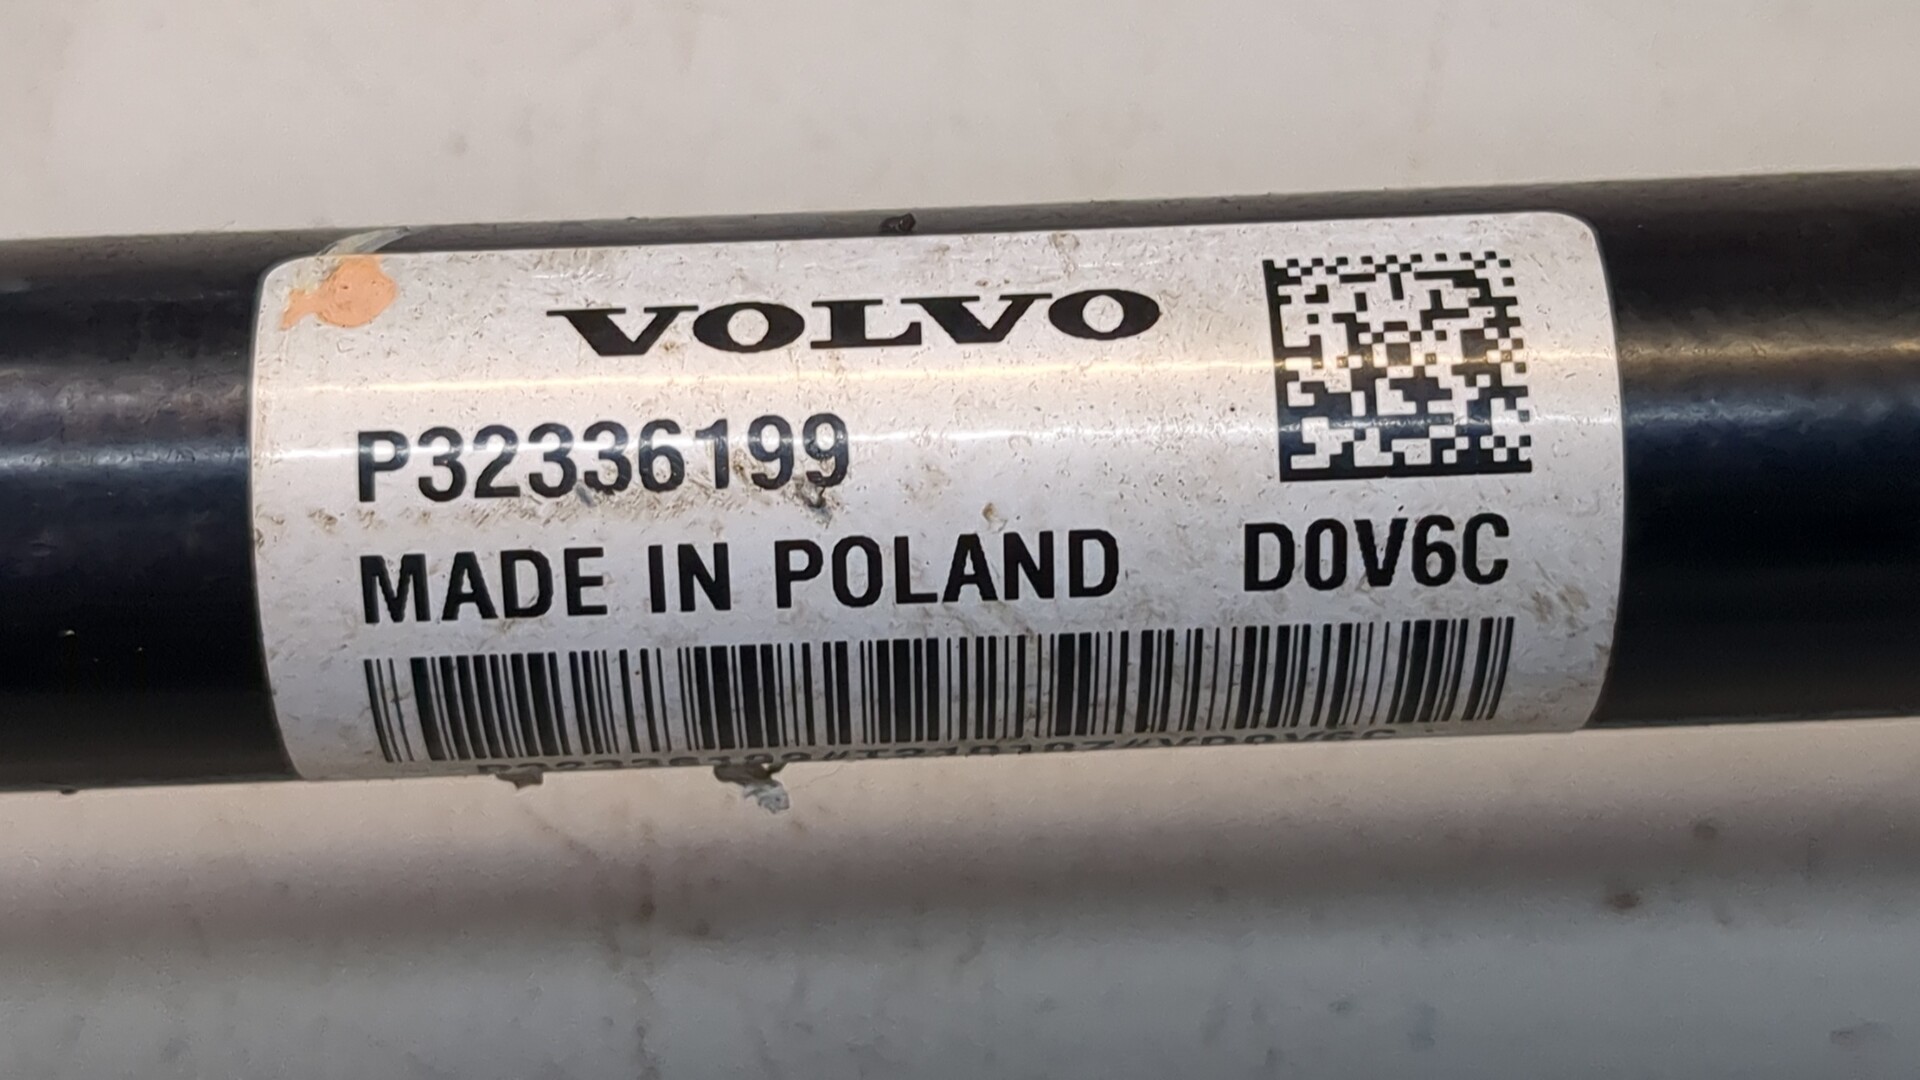 VOLVO
P32336199
MADE IN POLAND D0V6C